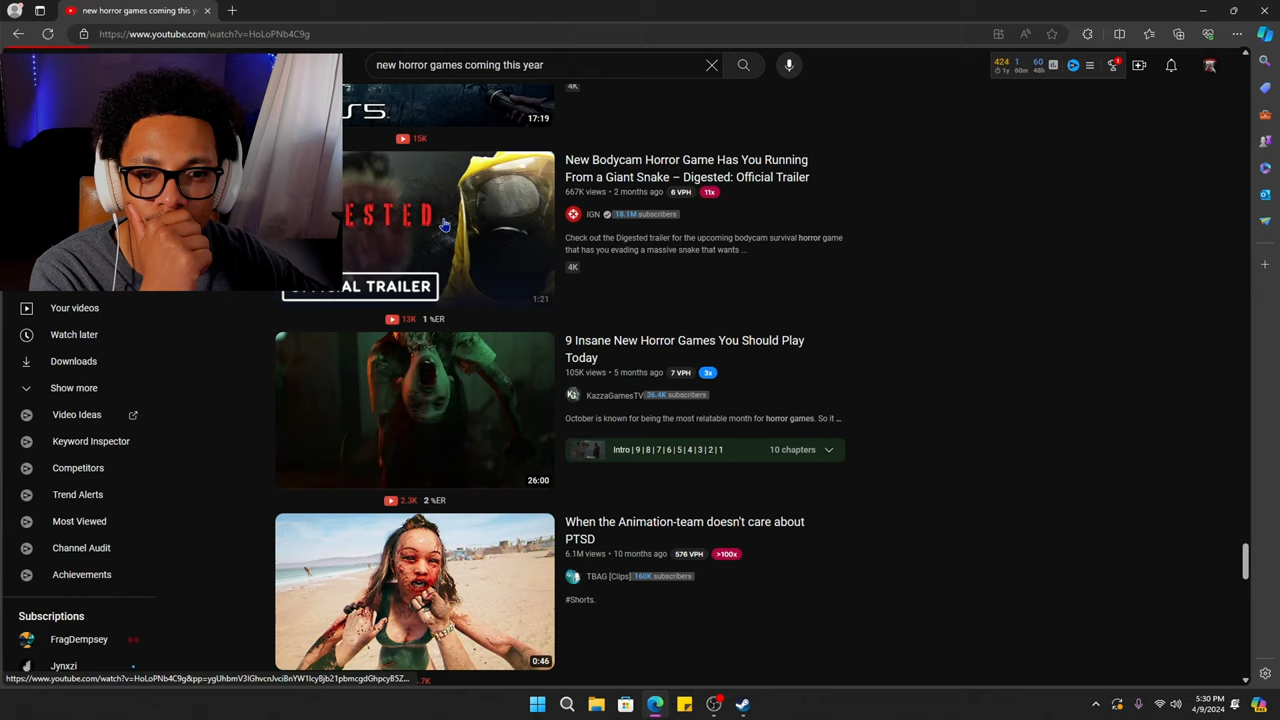 new horror games coming this y
https://www.youtube.com/watch?v=HoLoPNb4C9g
new horror games coming this year
424 1 60
1y 60m 48h
1
PS5
17:19
4K
15K
ESTED
OFFICIAL TRAILER
1:21
New Bodycam Horror Game Has You Running
From a Giant Snake – Digested: Official Trailer
667K views • 2 months ago 6 VPH 11x
IGN 18.1M subscribers
Check out the Digested trailer for the upcoming bodycam survival horror game
that has you evading a massive snake that wants ...
4K
13K 1 %ER
26:00
9 Insane New Horror Games You Should Play
Today
105K views • 5 months ago 7 VPH 3x
KazzaGamesTV 36.4K subscribers
October is known for being the most relatable month for horror games. So it ...
Intro | 9 | 8 | 7 | 6 | 5 | 4 | 3 | 2 | 1 10 chapters
2.3K 2 %ER
0:46
When the Animation-team doesn't care about
PTSD
6.1M views • 10 months ago 576 VPH >100x
TBAG [Clips] 160K subscribers
#Shorts.
Your videos
Watch later
Downloads
Show more
Video Ideas
Keyword Inspector
Competitors
Trend Alerts
Most Viewed
Channel Audit
Achievements
Subscriptions
FragDempsey
Jynxzi
5:30 PM
4/9/2024